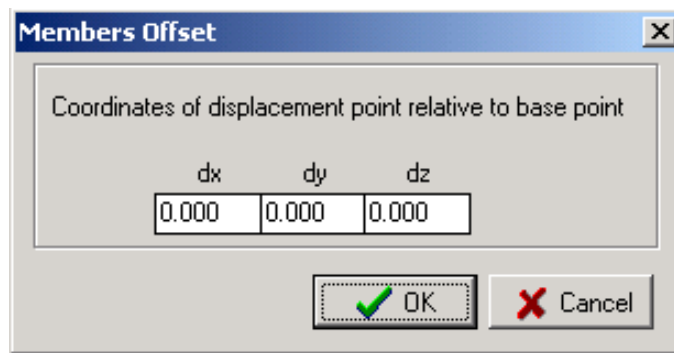 Members Offset
Coordinates of displacement point relative to base point
dx dy dz
0.000 0.000 0.000
OK Cancel